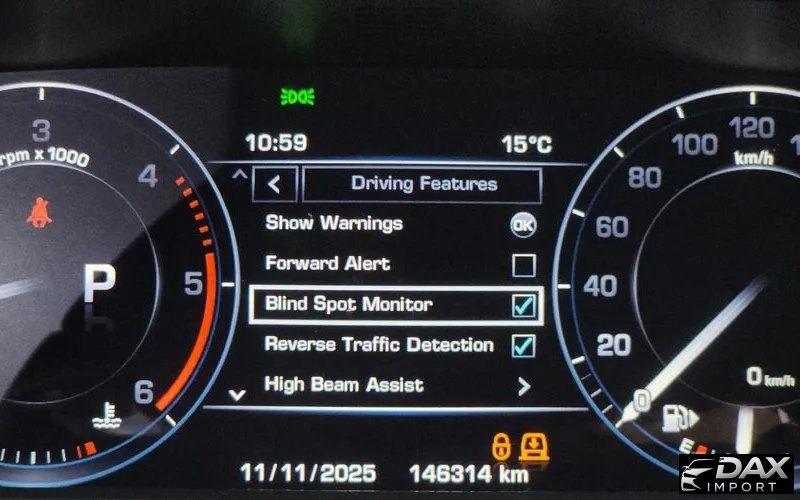 10:59
15°C
Driving Features
Show Warnings
OK
Forward Alert
Blind Spot Monitor
Reverse Traffic Detection
High Beam Assist
3
rpm x 1000
4
5
6
P
120
100
km/h
80
60
40
20
0
0 km/h
E
11/11/2025
146314 km
DAX
IMPORT